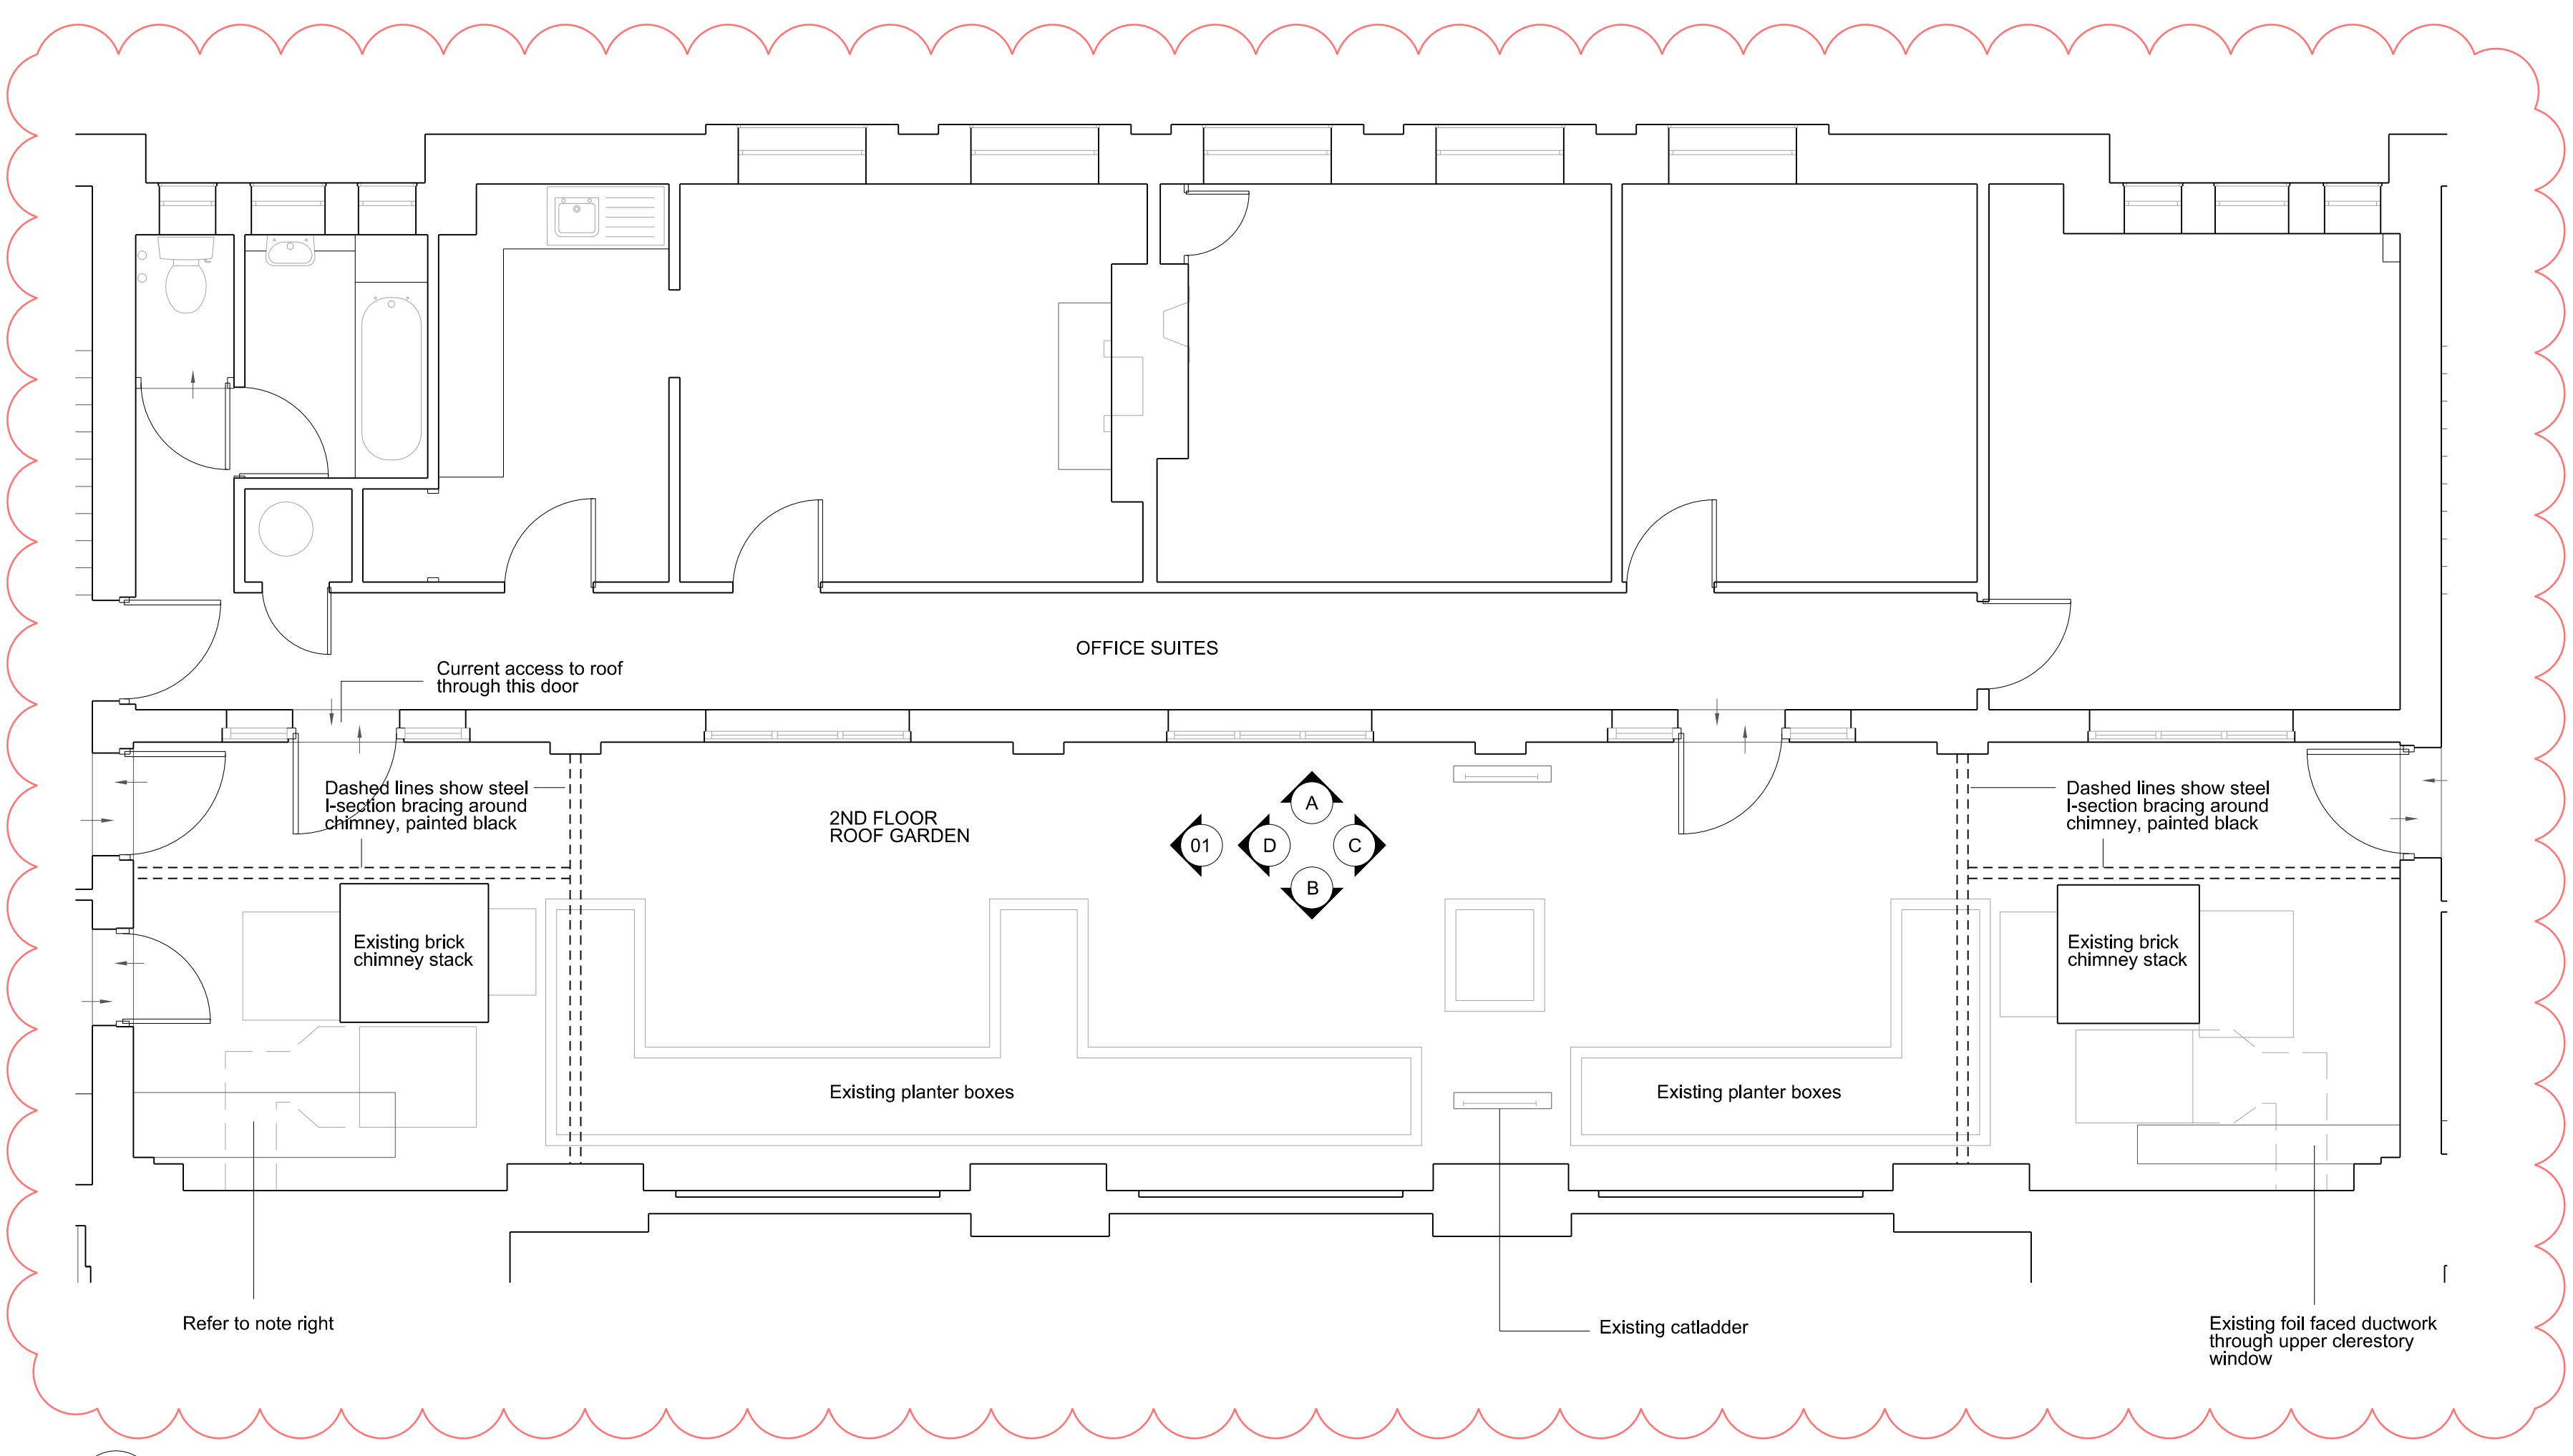 OFFICE SUITES
Current access to roof
through this door
Dashed lines show steel
I-section bracing around
chimney, painted black
2ND FLOOR
ROOF GARDEN
A
01
D
C
B
Dashed lines show steel
I-section bracing around
chimney, painted black
Existing brick
chimney stack
Existing brick
chimney stack
Existing planter boxes
Existing planter boxes
Refer to note right
Existing catladder
Existing foil faced ductwork
through upper clerestory
window